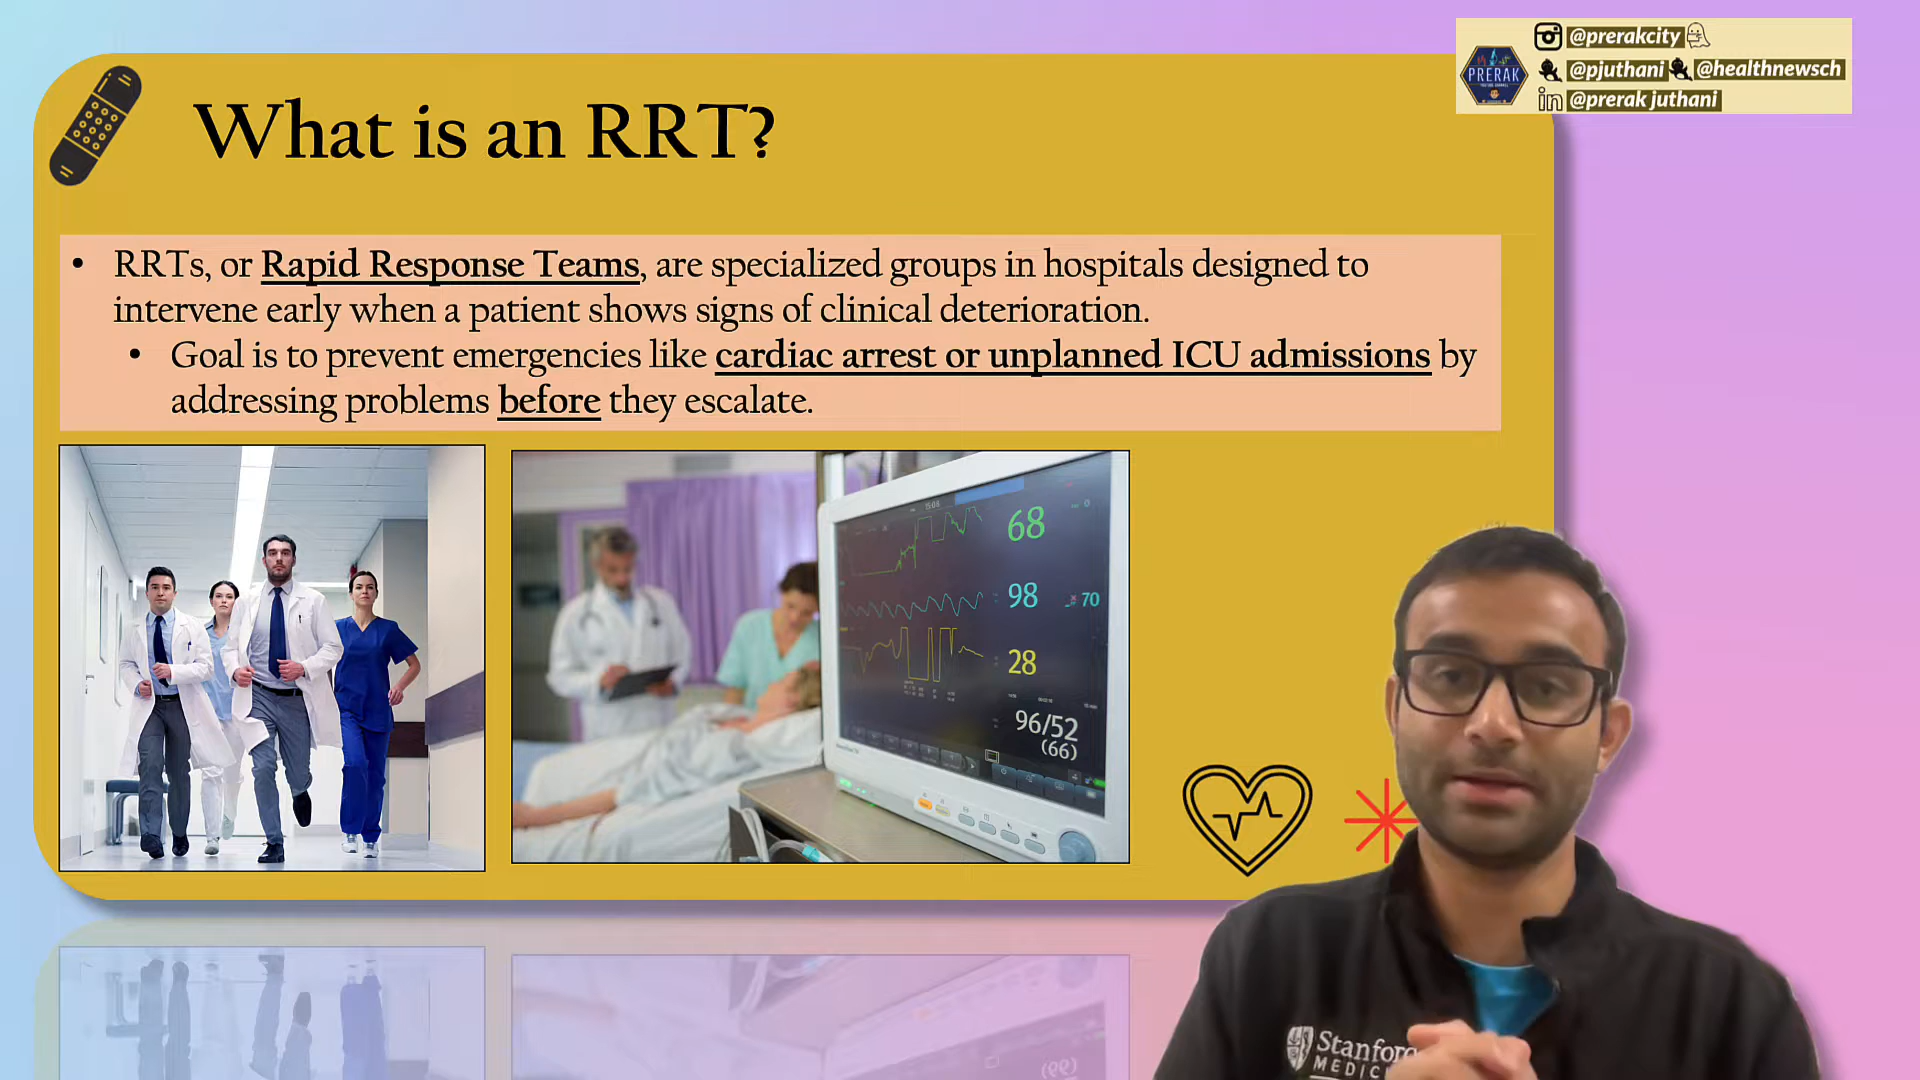 What is an RRT?
@prerakcity
@pjuthani @healthnewsch
in @prerak juthani
PRERAK
• RRTs, or Rapid Response Teams, are specialized groups in hospitals designed to
intervene early when a patient shows signs of clinical deterioration.
• Goal is to prevent emergencies like cardiac arrest or unplanned ICU admissions by
addressing problems before they escalate.
68
98
70
28
96/52
(66)
Stanford
MEDIC